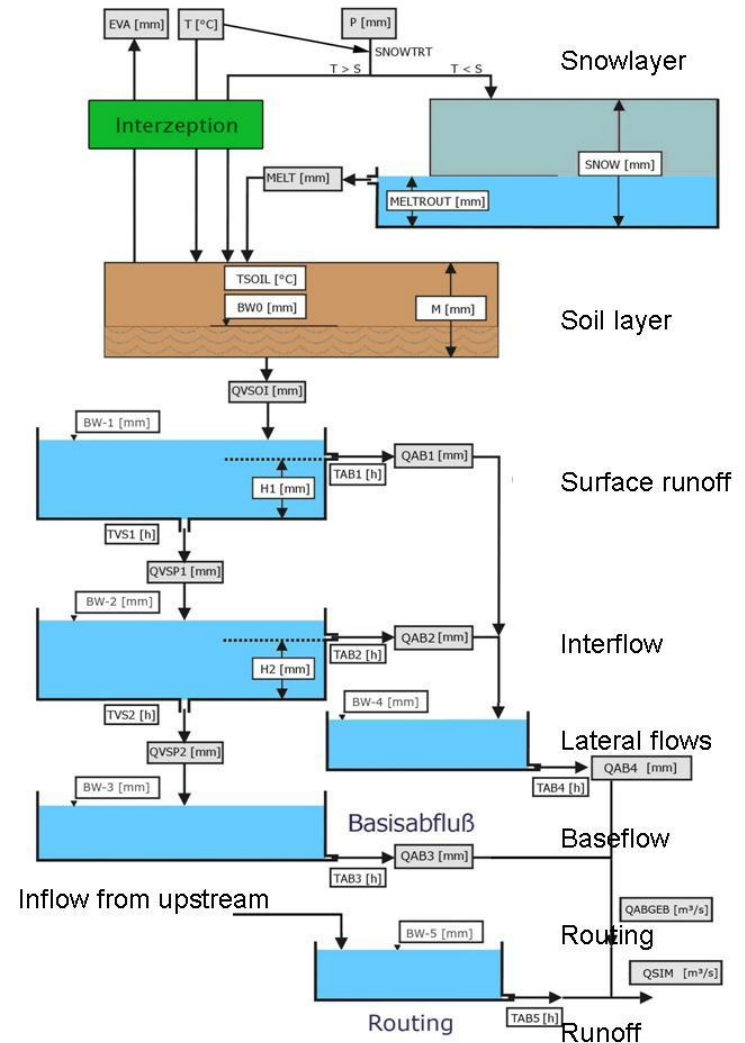 EVA [mm]
T [°C]
P [mm]
SNOWTRT
T > S
T < S
Snowlayer
Interzeption
SNOW [mm]
MELT [mm]
MELTROUT [mm]
TSOIL [°C]
BW0 [mm]
M [mm]
Soil layer
QVSOI [mm]
BW-1 [mm]
QAB1 [mm]
TAB1 [h]
H1 [mm]
Surface runoff
TVS1 [h]
QVSP1 [mm]
BW-2 [mm]
QAB2 [mm]
Interflow
TAB2 [h]
H2 [mm]
BW-4 [mm]
TVS2 [h]
Lateral flows
QVSP2 [mm]
QAB4 [mm]
TAB4 [h]
BW-3 [mm]
Basisabfluß
Baseflow
QAB3 [mm]
TAB3 [h]
Inflow from upstream
QABGEB [m³/s]
BW-5 [mm]
Routing
QSIM [m³/s]
TAB5 [h]
Routing
Runoff